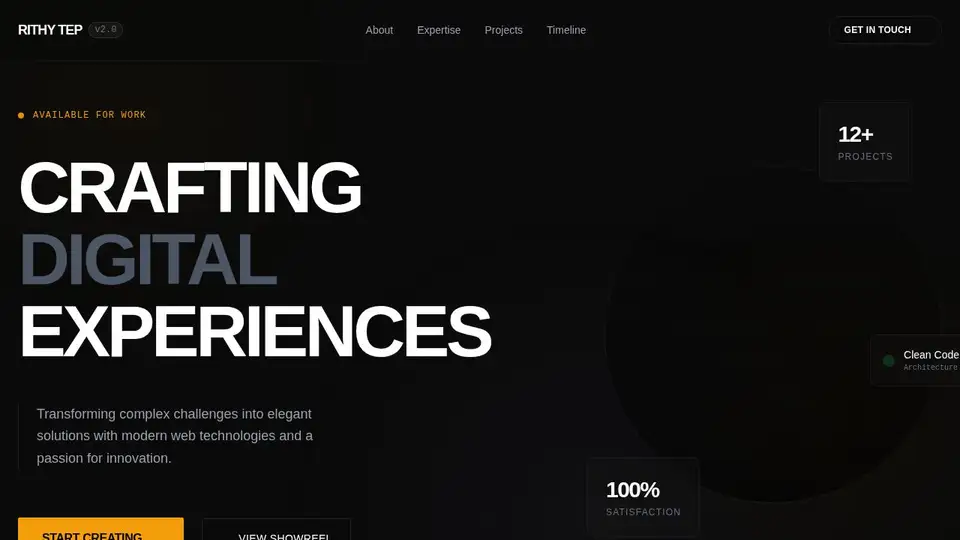 RITHY TEP v2.0
About Expertise Projects Timeline
GET IN TOUCH
AVAILABLE FOR WORK
12+
PROJECTS
CRAFTING
DIGITAL
EXPERIENCES
Clean Code
Architecture
Transforming complex challenges into elegant
solutions with modern web technologies and a
passion for innovation.
100%
SATISFACTION
START CREATING
VIEW SHOWREEL